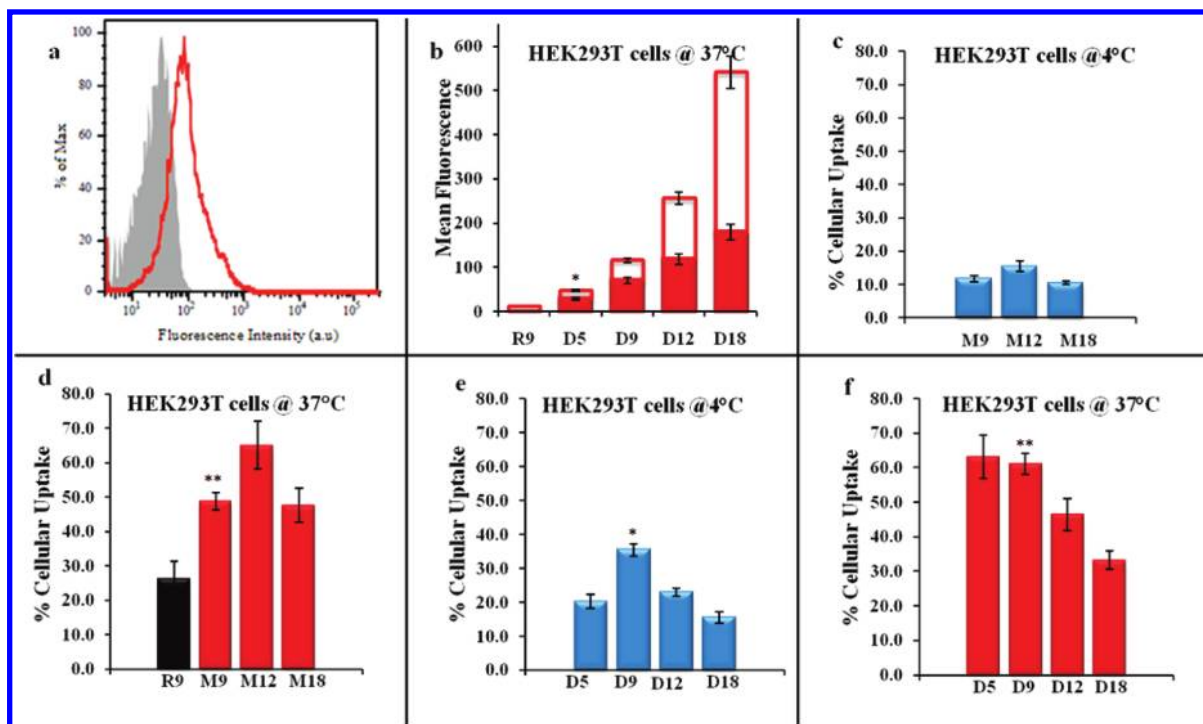 a
100
80
60
40
20
0
% of Max
10¹ 10² 10³ 10⁴ 10⁵
Fluorescence Intensity (a.u)
b
HEK293T cells @ 37°C
600
500
400
300
200
100
0
Mean Fluorescence
*
R9 D5 D9 D12 D18
c
HEK293T cells @4°C
80.0
70.0
60.0
50.0
40.0
30.0
20.0
10.0
0.0
% Cellular Uptake
M9 M12 M18
d
HEK293T cells @ 37°C
80.0
70.0
60.0
50.0
40.0
30.0
20.0
10.0
0.0
% Cellular Uptake
**
R9 M9 M12 M18
e
HEK293T cells @4°C
80.0
70.0
60.0
50.0
40.0
30.0
20.0
10.0
0.0
% Cellular Uptake
*
D5 D9 D12 D18
f
HEK293T cells @ 37°C
80.0
70.0
60.0
50.0
40.0
30.0
20.0
10.0
0.0
% Cellular Uptake
**
D5 D9 D12 D18